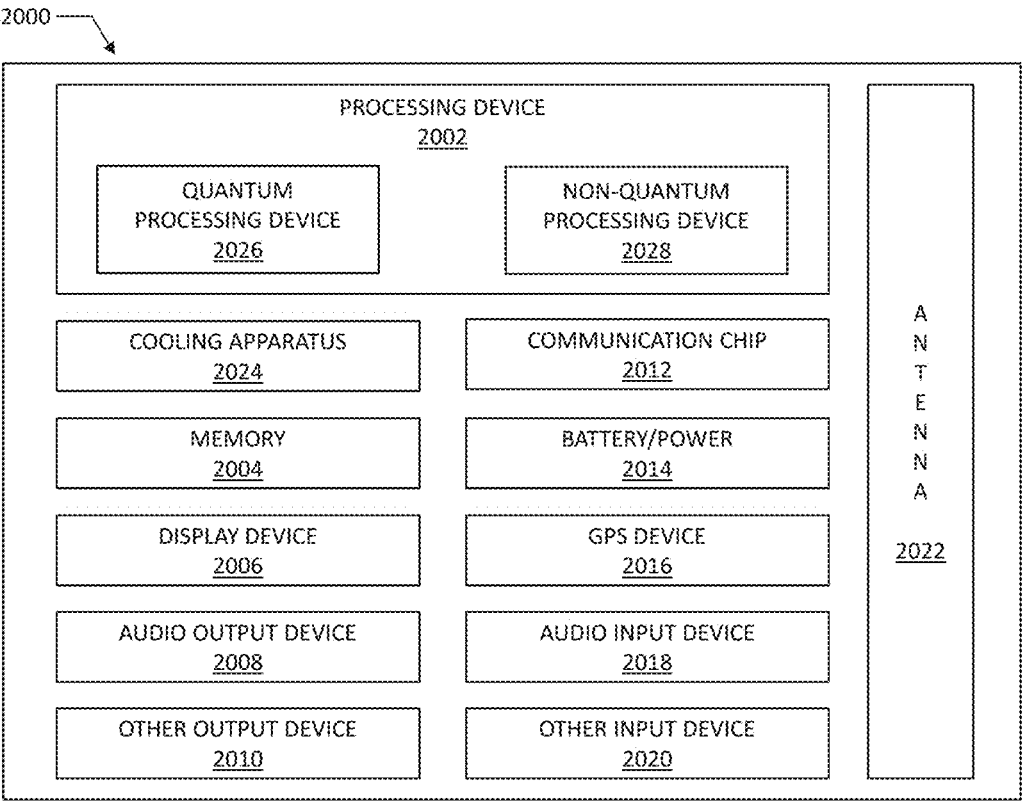 2000
PROCESSING DEVICE
2002
QUANTUM
PROCESSING DEVICE
2026
NON-QUANTUM
PROCESSING DEVICE
2028
COOLING APPARATUS
2024
COMMUNICATION CHIP
2012
MEMORY
2004
BATTERY/POWER
2014
DISPLAY DEVICE
2006
GPS DEVICE
2016
AUDIO OUTPUT DEVICE
2008
AUDIO INPUT DEVICE
2018
OTHER OUTPUT DEVICE
2010
OTHER INPUT DEVICE
2020
A
N
T
E
N
N
A
2022